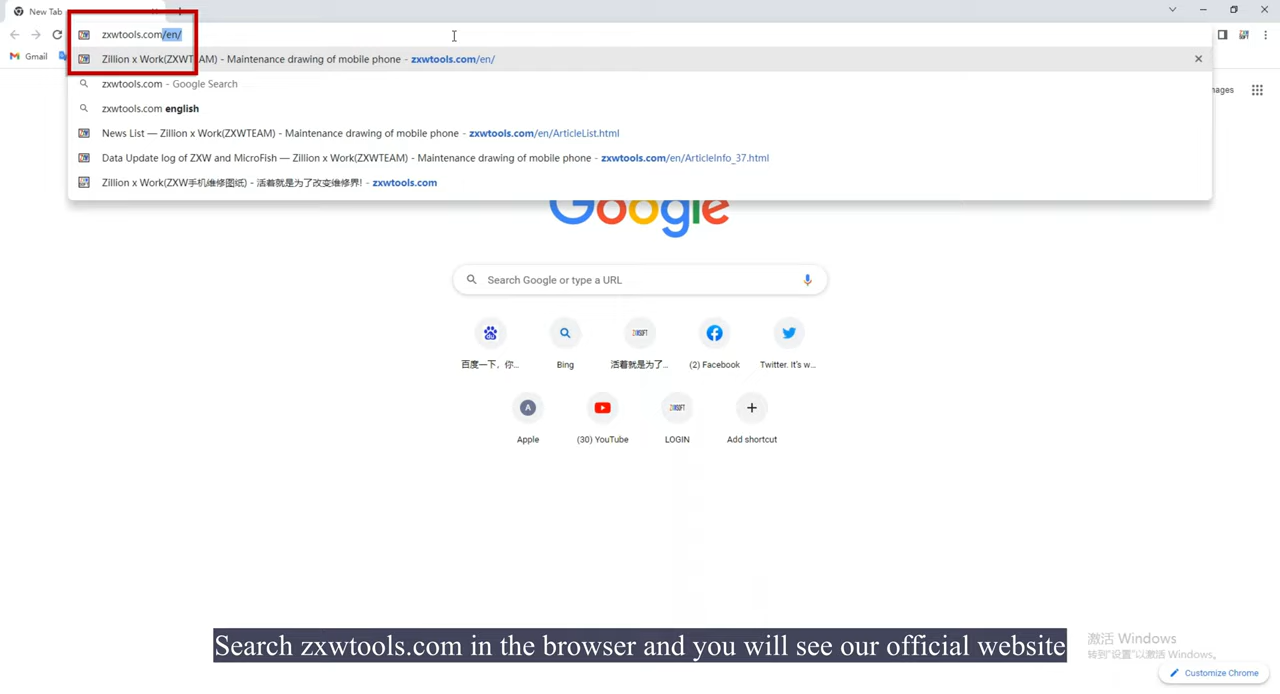 New Tab
zxwtools.com/en/
Gmail
Zillion x Work(ZXWTEAM) - Maintenance drawing of mobile phone - zxwtools.com/en/
zxwtools.com - Google Search
zxwtools.com english
News List — Zillion x Work(ZXWTEAM) - Maintenance drawing of mobile phone - zxwtools.com/en/ArticleList.html
Data Update log of ZXW and MicroFish — Zillion x Work(ZXWTEAM) - Maintenance drawing of mobile phone - zxwtools.com/en/ArticleInfo_37.html
Zillion x Work(ZXW手机维修图纸) - 活着就是为了改变维修界! - zxwtools.com
Google
Search Google or type a URL
百度一下，你...
Bing
活着就是为了...
(2) Facebook
Twitter. It's w...
A
Apple
(30) YouTube
LOGIN
Add shortcut
Search zxwtools.com in the browser and you will see our official website
激活 Windows
转到"设置"以激活 Windows。
Customize Chrome